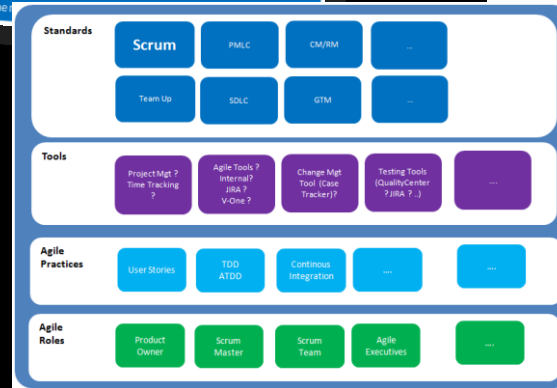 Standards
Scrum
PMLC
CM/RM
...
Team Up
SDLC
GTM
...
Tools
Project Mgt ?
Time Tracking
?
Agile Tools ?
Internal?
JIRA ?
V-One ?
Change Mgt
Tool (Case
Tracker)?
Testing Tools
(QualityCenter
? JIRA ? ..)
....
Agile
Practices
User Stories
TDD
ATDD
Continous
Integration
....
....
Agile
Roles
Product
Owner
Scrum
Master
Scrum
Team
Agile
Executives
....